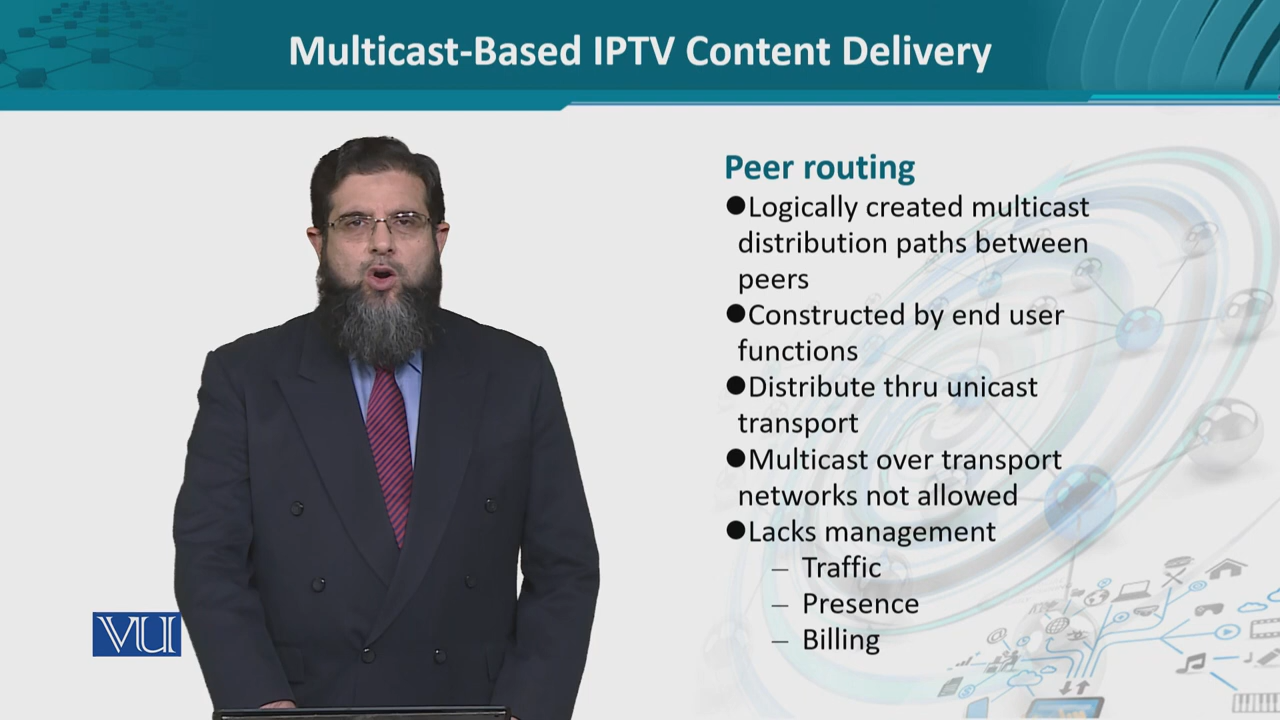 Multicast-Based IPTV Content Delivery
Peer routing
●Logically created multicast
distribution paths between
peers
●Constructed by end user
functions
●Distribute thru unicast
transport
●Multicast over transport
networks not allowed
●Lacks management
– Traffic
– Presence
– Billing
VU